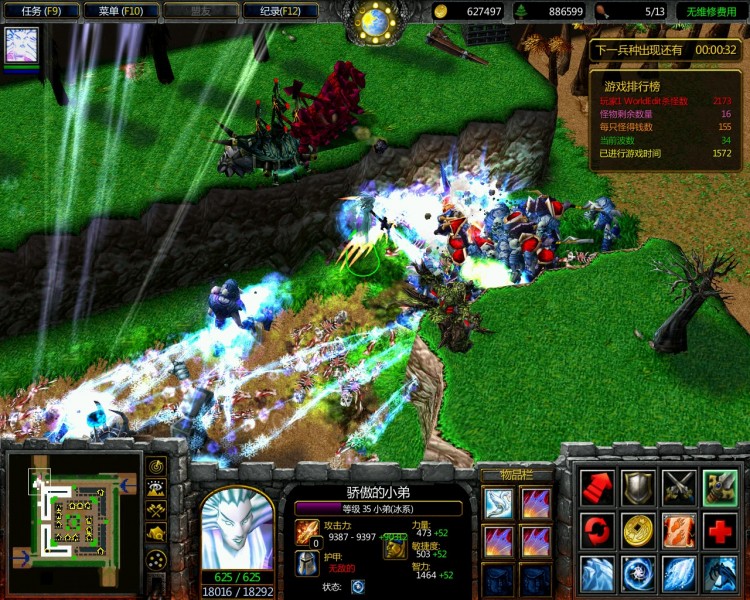 任务 (F9) 菜单 (F10) 盟友 纪录(F12) 627497 886599 5/13 无维修费用
下一兵种出现还有 00:00:32
游戏排行榜
玩家1 WorldEdit杀怪数 2173
怪物剩余数量 16
每只怪得钱数 155
当前波数 34
已进行游戏时间 1572
骄傲的小弟
等级 35 小弟(冰系)
物品栏
攻击力:
9387 - 9397
0
护甲:
无敌的
状态:
力量:
473 +52
敏捷度:
503 +52
智力:
1464 +52
625 / 625
18016 / 18292